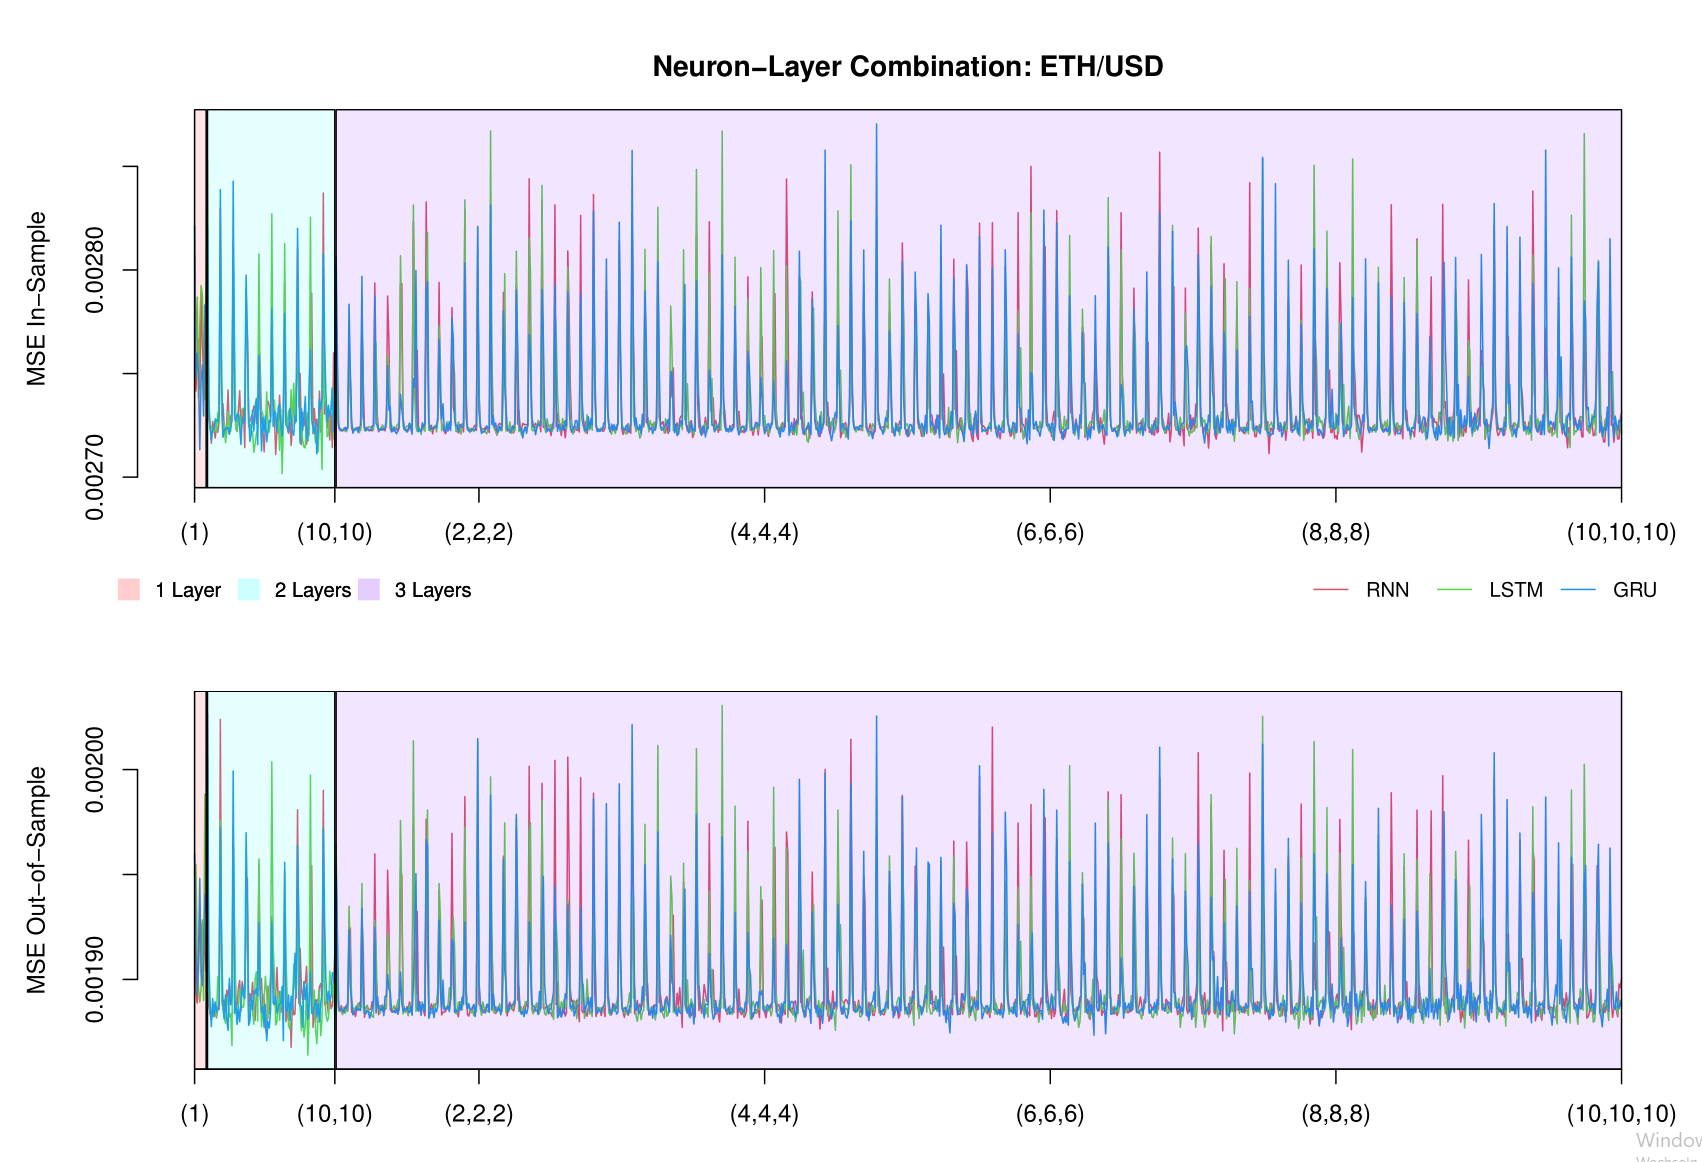 Neuron−Layer Combination: ETH/USD
MSE In−Sample
0.00280
0.00270
(1) (10,10) (2,2,2) (4,4,4) (6,6,6) (8,8,8) (10,10,10)
1 Layer 2 Layers 3 Layers RNN LSTM GRU
MSE Out−of−Sample
0.00200
0.00190
(1) (10,10) (2,2,2) (4,4,4) (6,6,6) (8,8,8) (10,10,10)
Window